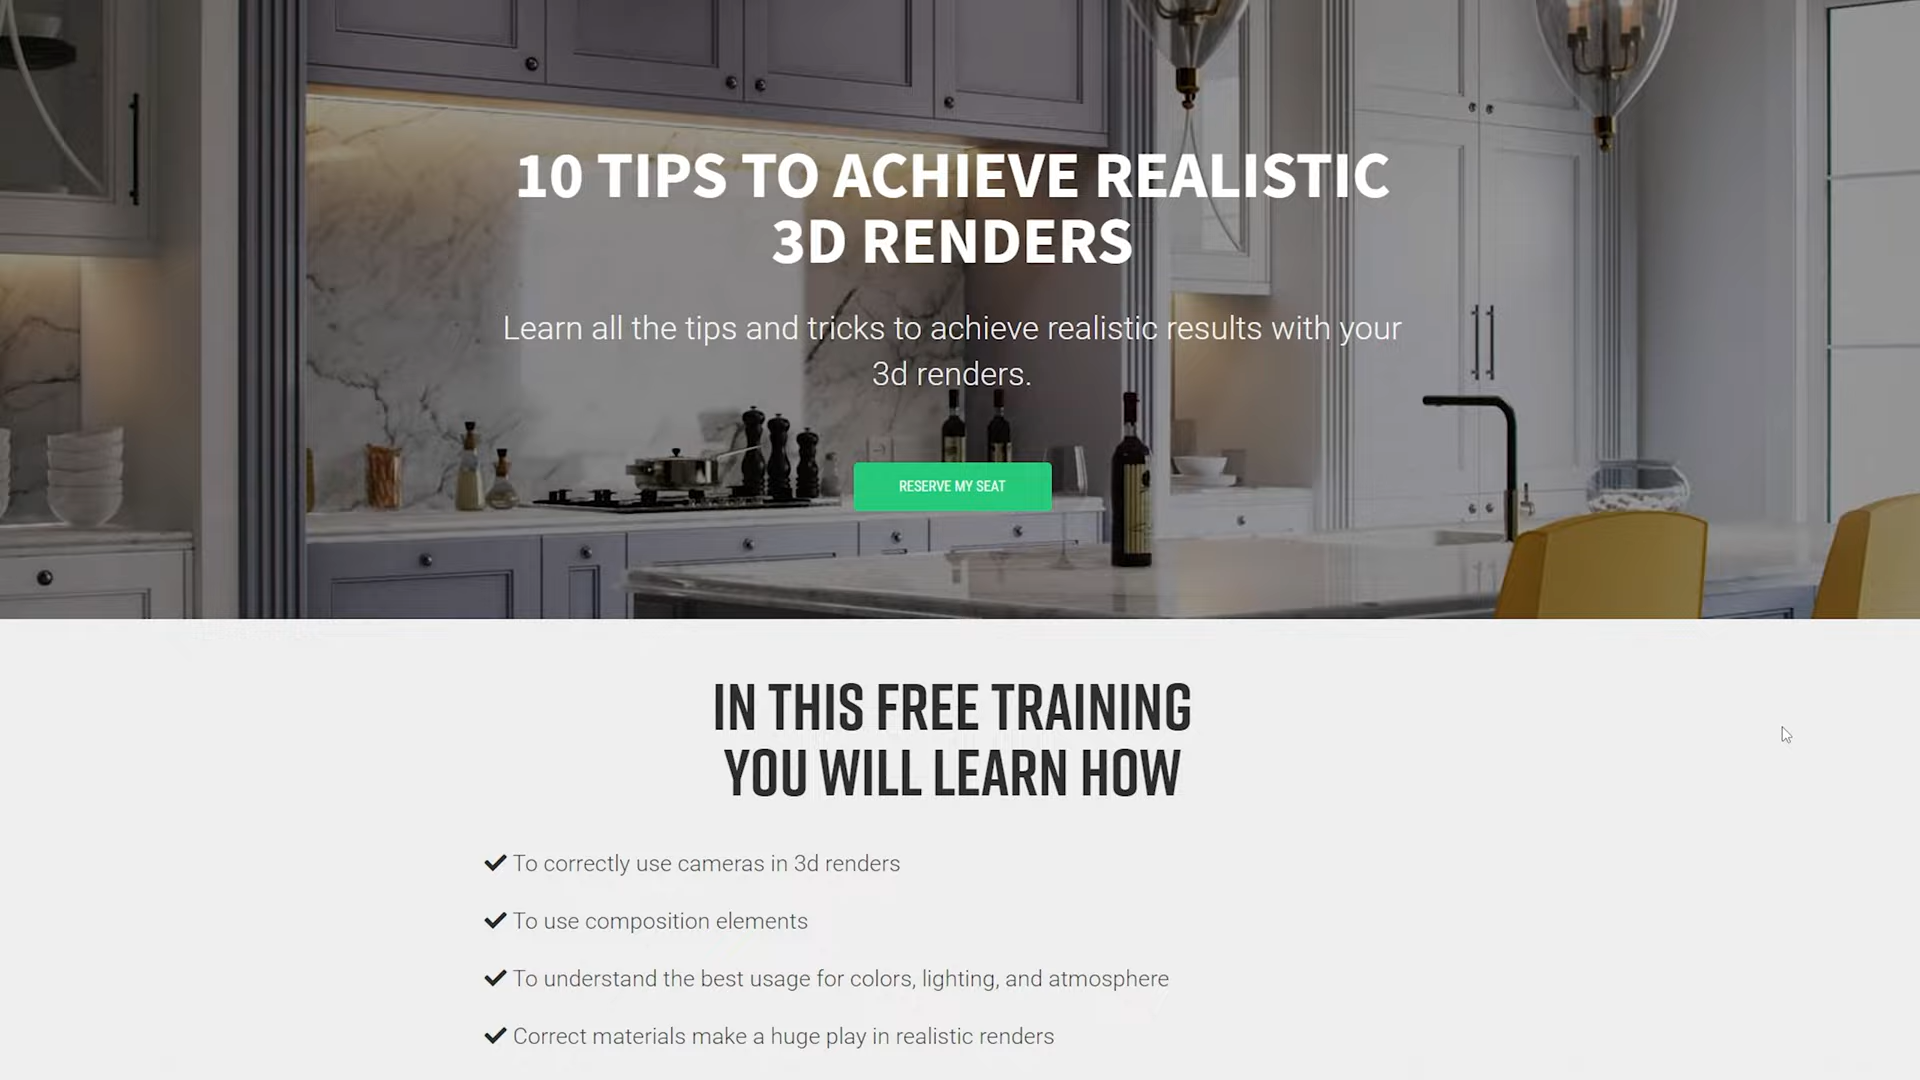 10 TIPS TO ACHIEVE REALISTIC
3D RENDERS
Learn all the tips and tricks to achieve realistic results with your
3d renders.
RESERVE MY SEAT
IN THIS FREE TRAINING
YOU WILL LEARN HOW
To correctly use cameras in 3d renders
To use composition elements
To understand the best usage for colors, lighting, and atmosphere
Correct materials make a huge play in realistic renders